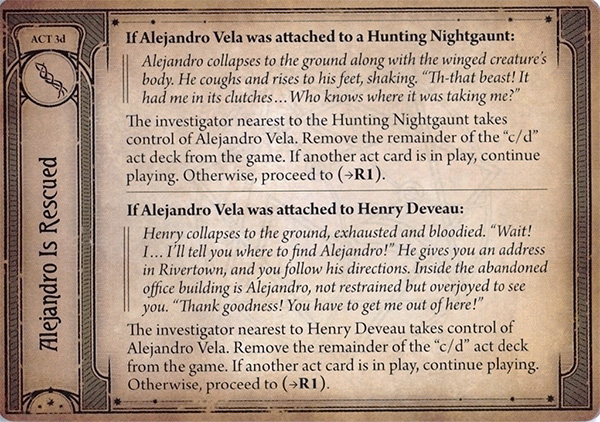 ACT 3d
Alejandro Is Rescued
If Alejandro Vela was attached to a Hunting Nightgaunt:
Alejandro collapses to the ground along with the winged creature's
body. He coughs and rises to his feet, shaking. “Th-that beast! It
had me in its clutches…Who knows where it was taking me?”
The investigator nearest to the Hunting Nightgaunt takes
control of Alejandro Vela. Remove the remainder of the “c/d”
act deck from the game. If another act card is in play, continue
playing. Otherwise, proceed to (→R1).
If Alejandro Vela was attached to Henry Deveau:
Henry collapses to the ground, exhausted and bloodied. “Wait!
I… I'll tell you where to find Alejandro!” He gives you an address
in Rivertown, and you follow his directions. Inside the abandoned
office building is Alejandro, not restrained but overjoyed to see
you. “Thank goodness! You have to get me out of here!”
The investigator nearest to Henry Deveau takes control of
Alejandro Vela. Remove the remainder of the “c/d” act deck
from the game. If another act card is in play, continue playing.
Otherwise, proceed to (→R1).